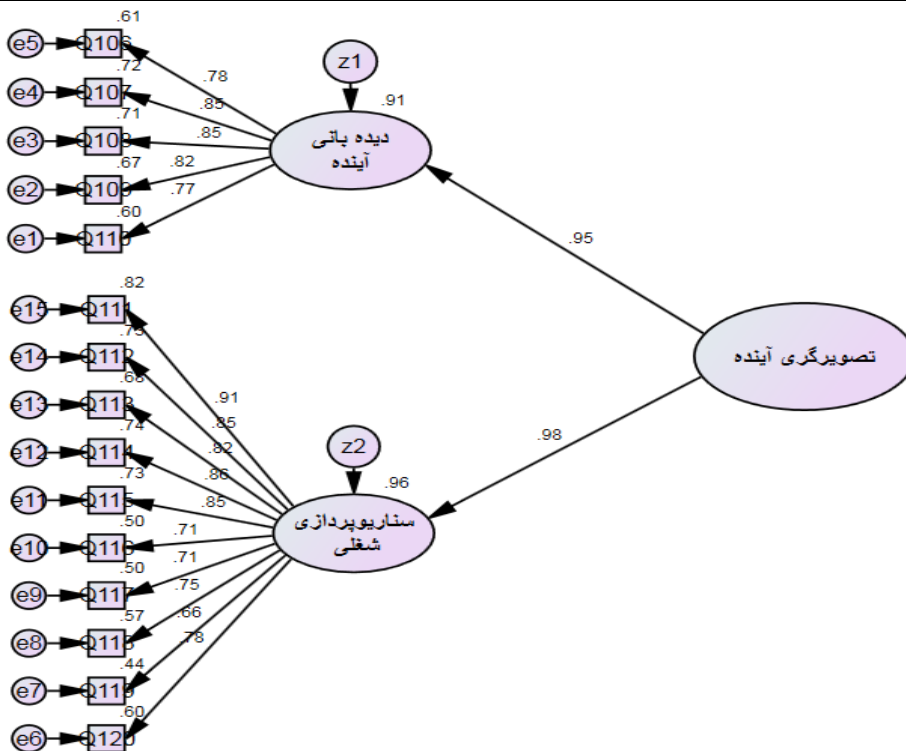 .61
e5 Q106
.72
e4 Q107
.71
e3 Q108
.67
e2 Q109
.60
e1 Q110
.78
.85
.85
.82
.77
z1
.91
دیده بانی
آینده
.95
تصویرگری آینده
.98
.82
e15 Q111
.73
e14 Q112
.68
e13 Q113
.74
e12 Q114
.73
e11 Q115
.50
e10 Q116
.50
e9 Q117
.57
e8 Q118
.44
e7 Q119
.60
e6 Q120
.91
.85
.82
.86
.85
.71
.71
.75
.66
.78
z2
.96
سناریوپردازی
شغلی